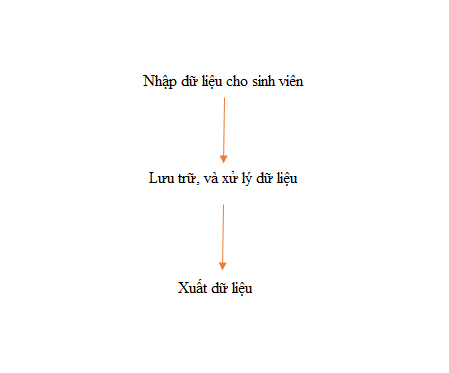 Nhập dữ liệu cho sinh viên
Lưu trữ, và xử lý dữ liệu
Xuất dữ liệu